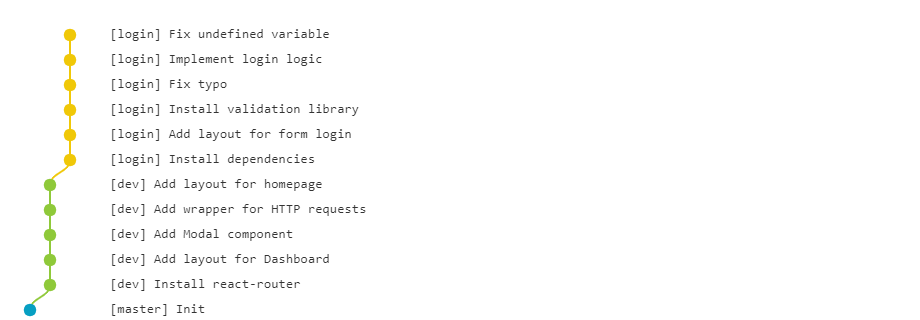 [login] Fix undefined variable
[login] Implement login logic
[login] Fix typo
[login] Install validation library
[login] Add layout for form login
[login] Install dependencies
[dev] Add layout for homepage
[dev] Add wrapper for HTTP requests
[dev] Add Modal component
[dev] Add layout for Dashboard
[dev] Install react-router
[master] Init